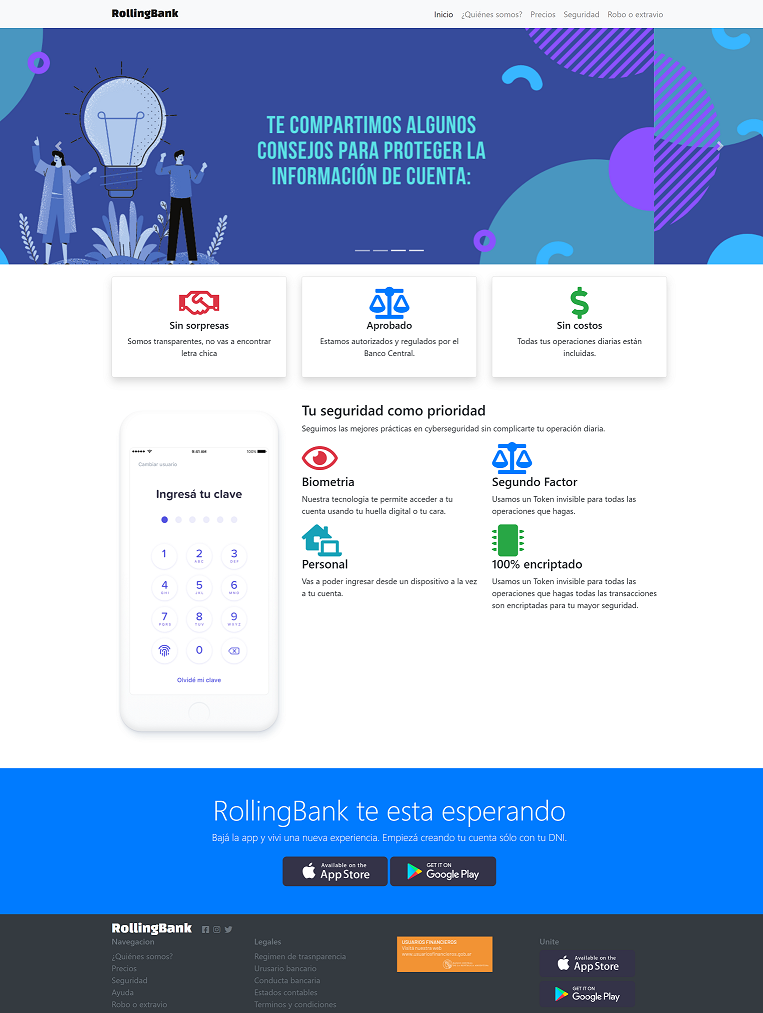 RollingBank
Inicio ¿Quiénes somos? Precios Seguridad Robo o extravio
TE COMPARTIMOS ALGUNOS
CONSEJOS PARA PROTEGER LA
INFORMACIÓN DE CUENTA:
Sin sorpresas
Somos transparentes, no vas a encontrar
letra chica
Aprobado
Estamos autorizados y regulados por el
Banco Central.
Sin costos
Todas tus operaciones diarias están
incluidas.
9:41 AM 100%
Cambiar usuario
Ingresá tu clave
1 2 3
ABC DEF
4 5 6
GHI JKL MNO
7 8 9
PQRS TUV WXYZ
0
Olvidé mi clave
Tu seguridad como prioridad
Seguimos las mejores prácticas en cyberseguridad sin complicarte tu operación diaria.
Biometria
Nuestra tecnología te permite acceder a tu
cuenta usando tu huella digital o tu cara.
Segundo Factor
Usamos un Token invisible para todas las
operaciones que hagas.
Personal
Vas a poder ingresar desde un dispositivo a la vez
a tu cuenta.
100% encriptado
Usamos un Token invisible para todas las
operaciones que hagas todas las transacciones
son encriptadas para tu mayor seguridad.
RollingBank te esta esperando
Bajá la app y vivi una nueva experiencia. Empiezá creando tu cuenta sólo con tu DNI.
Available on the
App Store
GET IT ON
Google Play
RollingBank
Navegacion
¿Quiénes somos?
Precios
Seguridad
Ayuda
Robo o extravio
Legales
Regimen de trasnparencia
Urusario bancario
Conducta bancaria
Estados contables
Terminos y condiciones
USUARIOS FINANCIEROS
Visitá nuestra web
www.usuariosfinancieros.gob.ar
Unite
Available on the
App Store
GET IT ON
Google Play